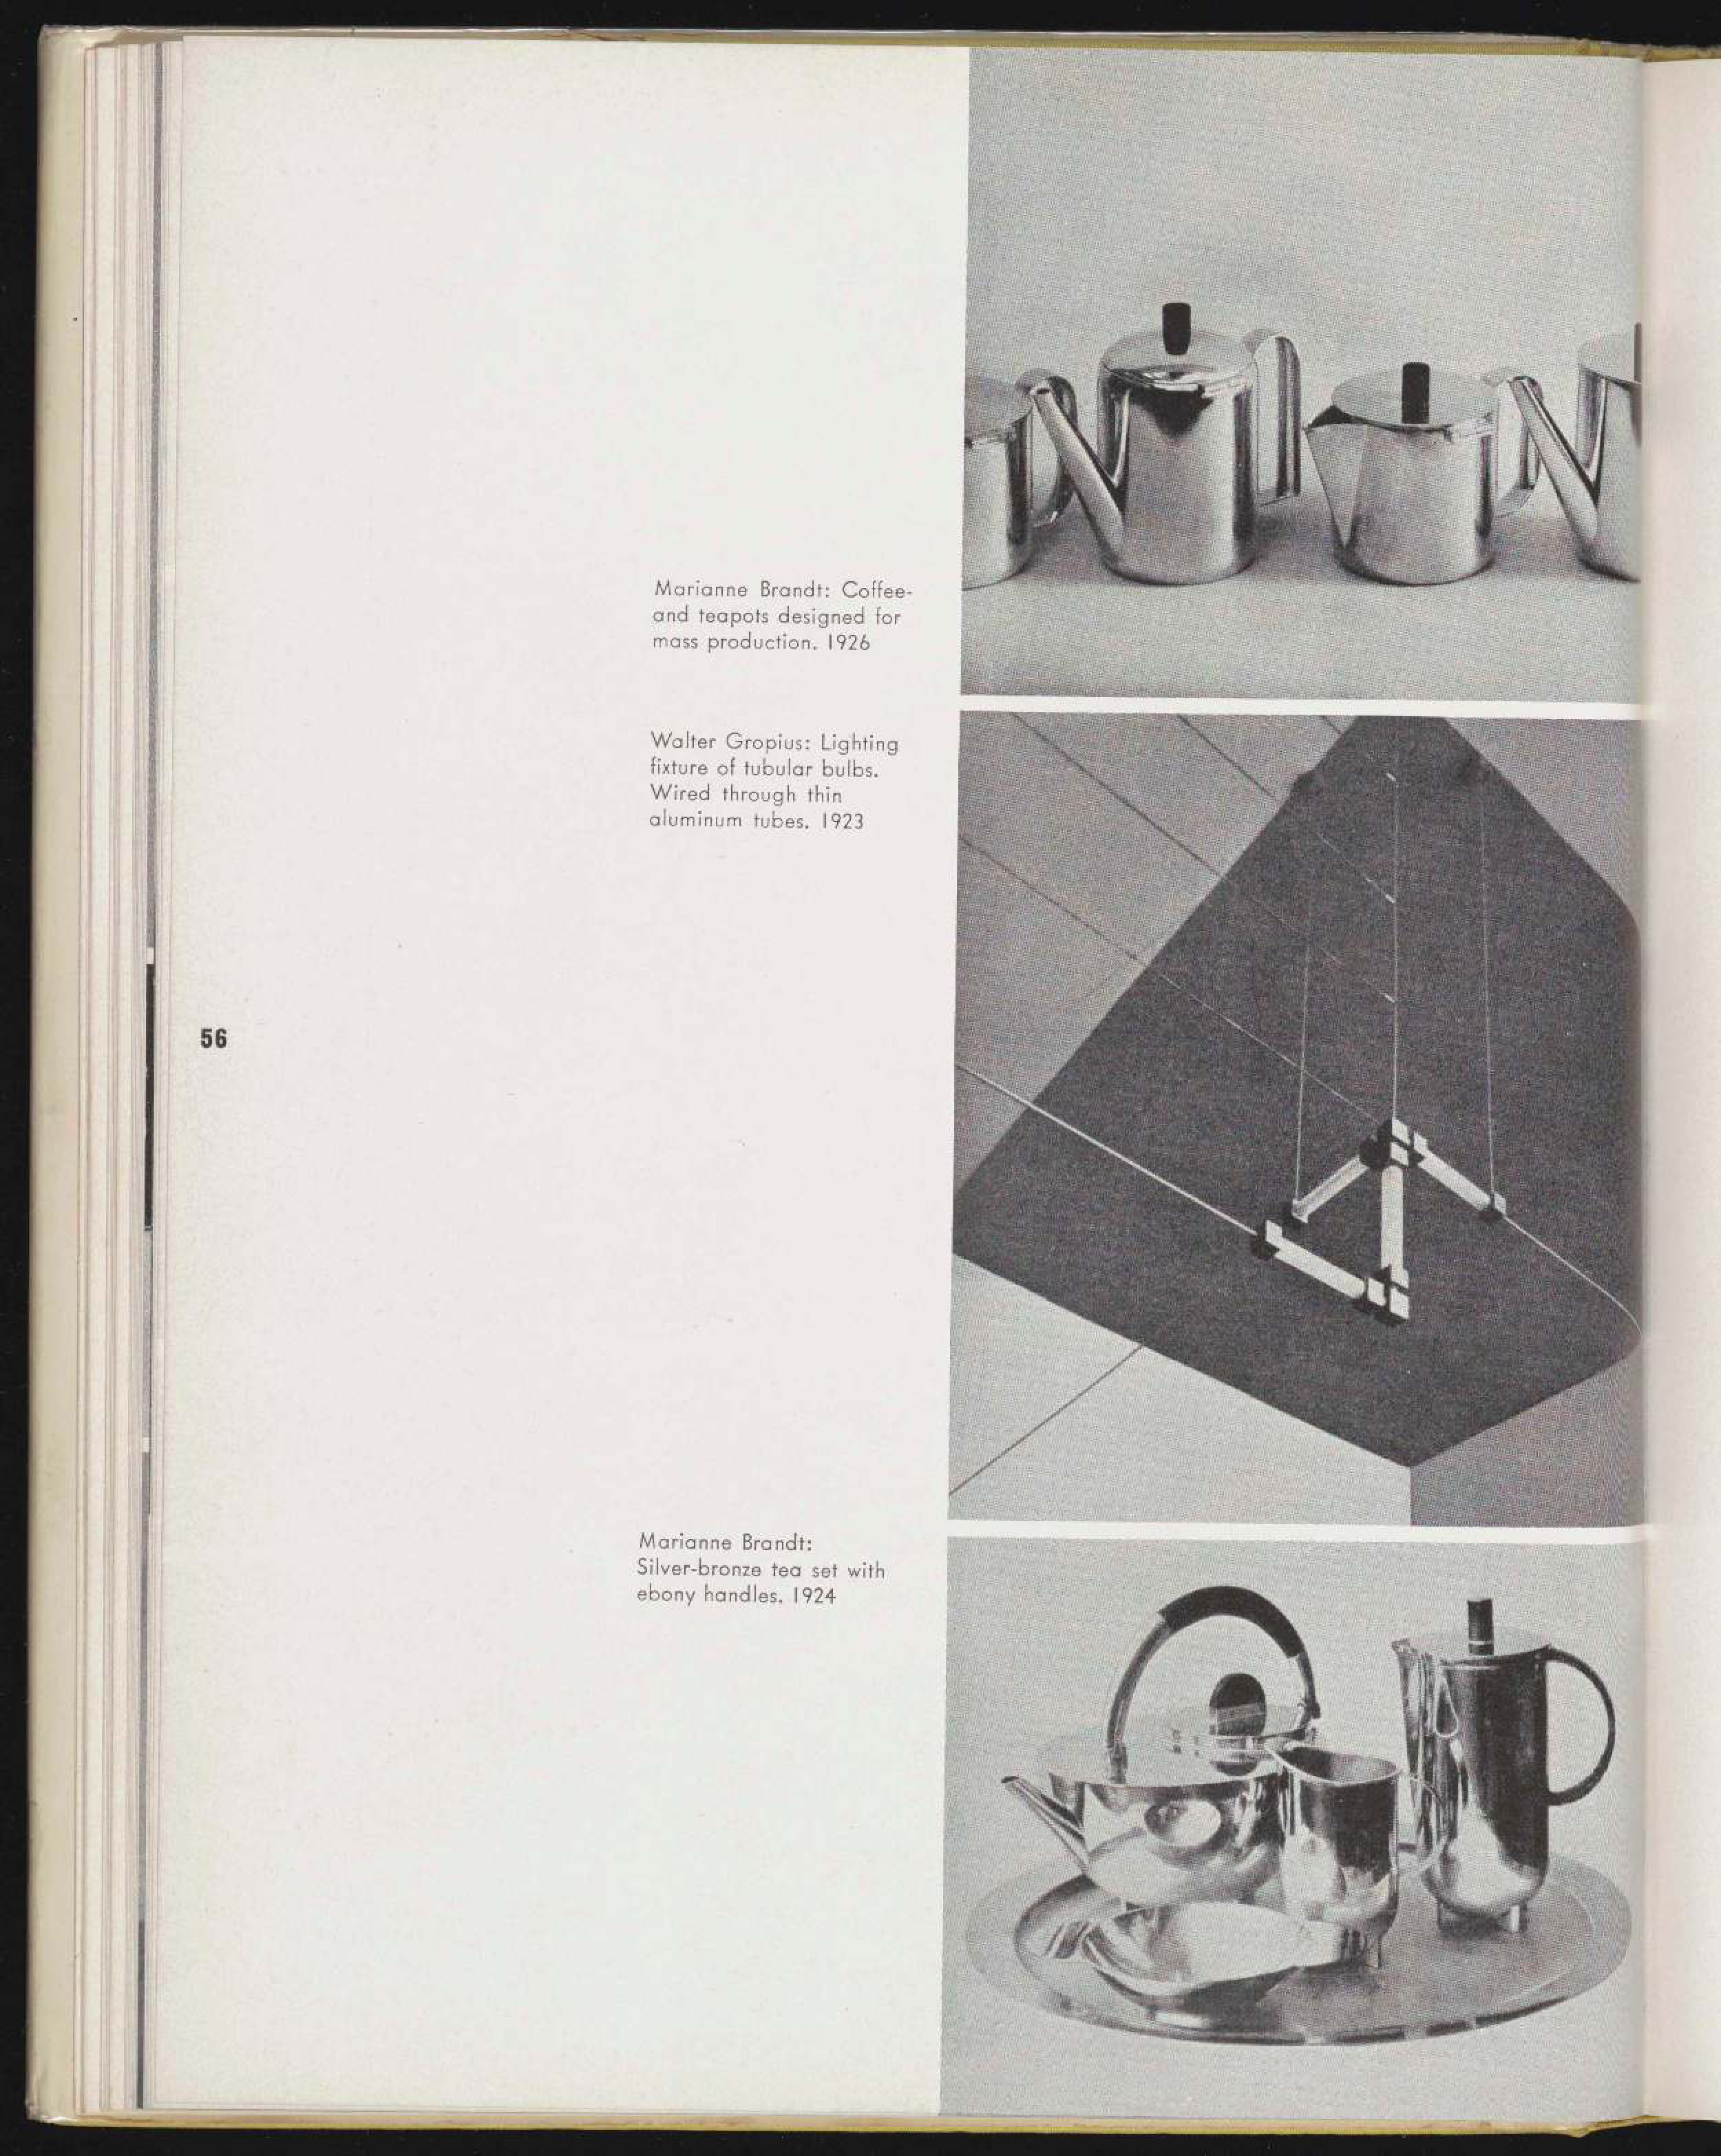 Marianne Brandt: Coffee-
and teapots designed for
mass production. 1926
Walter Gropius: Lighting
fixture of tubular bulbs.
Wired through thin
aluminum tubes. 1923
56
Marianne Brandt:
Silver-bronze tea set with
ebony handles. 1924